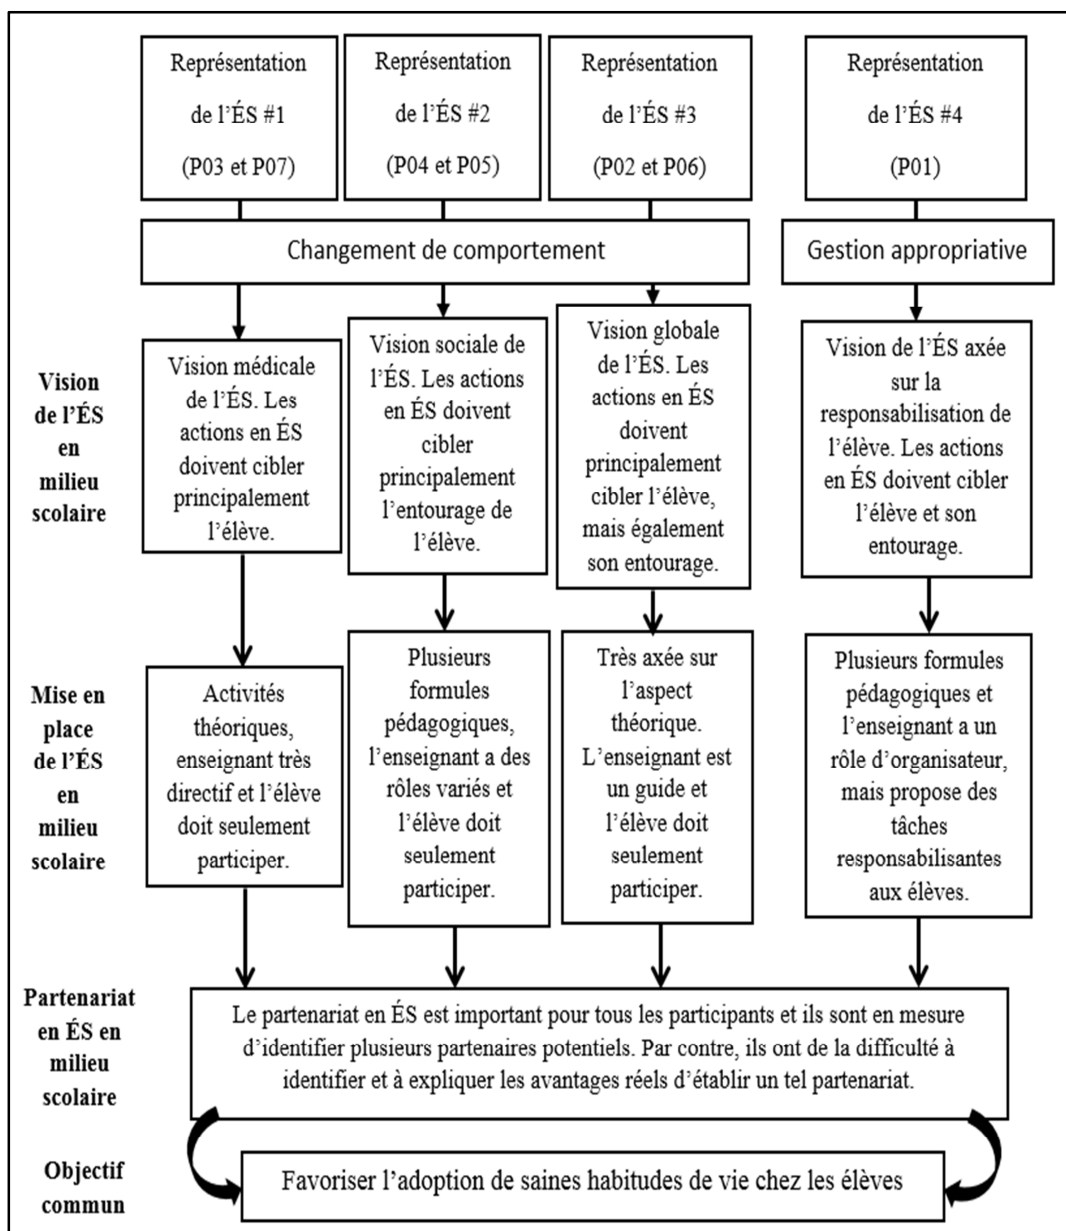 Représentation
de l'ÉS #1
(P03 et P07)
Représentation
de l'ÉS #2
(P04 et P05)
Représentation
de l'ÉS #3
(P02 et P06)
Représentation
de l'ÉS #4
(P01)
Changement de comportement
Gestion appropriative
Vision
de l'ÉS
en
milieu
scolaire
Vision médicale
de l'ÉS. Les
actions en ÉS
doivent cibler
principalement
l'élève.
Vision sociale de
l'ÉS. Les actions
en ÉS doivent
cibler
principalement
l'entourage de
l'élève.
Vision globale
de l'ÉS. Les
actions en ÉS
doivent
principalement
cibler l'élève,
mais également
son entourage.
Vision de l'ÉS axée
sur la
responsabilisation de
l'élève. Les actions
en ÉS doivent cibler
l'élève et son
entourage.
Mise en
place
de l'ÉS
en
milieu
scolaire
Activités
théoriques,
enseignant très
directif et l'élève
doit seulement
participer.
Plusieurs
formules
pédagogiques,
l'enseignant a des
rôles variés et
l'élève doit
seulement
participer.
Très axée sur
l'aspect
théorique.
L'enseignant est
un guide et
l'élève doit
seulement
participer.
Plusieurs formules
pédagogiques et
l'enseignant a un
rôle d'organisateur,
mais propose des
tâches
responsabilisantes
aux élèves.
Partenariat
en ÉS en
milieu
scolaire
Le partenariat en ÉS est important pour tous les participants et ils sont en mesure
d'identifier plusieurs partenaires potentiels. Par contre, ils ont de la difficulté à
identifier et à expliquer les avantages réels d'établir un tel partenariat.
Objectif
commun
Favoriser l'adoption de saines habitudes de vie chez les élèves